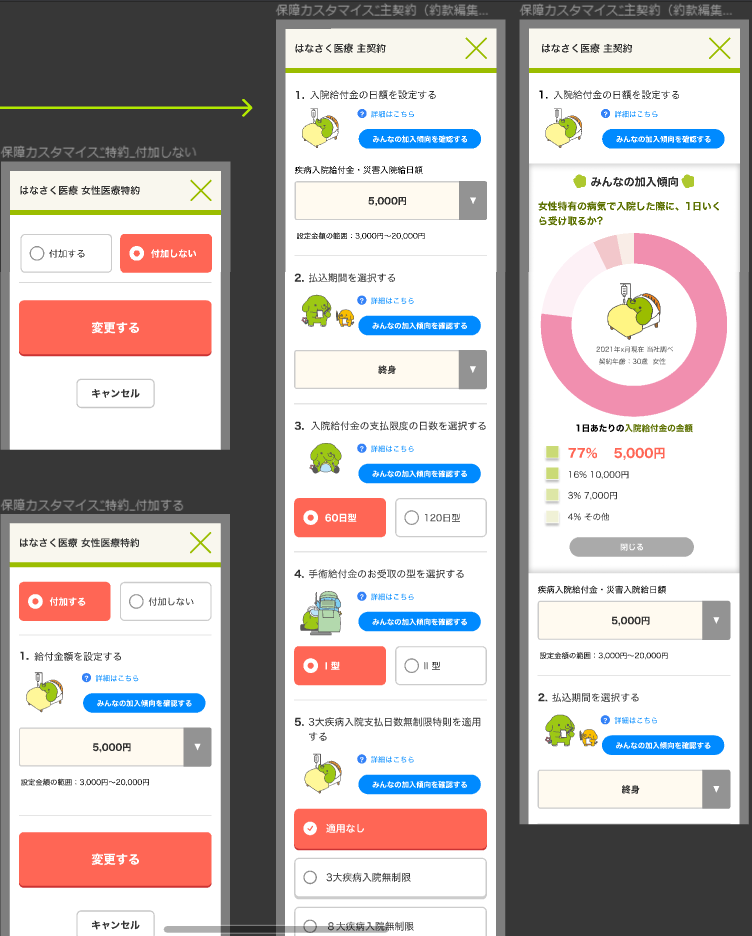 保障カスタマイズ_特約_付加しない
はなさく医療 女性医療特約
付加する
付加しない
変更する
キャンセル
保障カスタマイズ_特約_付加する
はなさく医療 女性医療特約
付加する
付加しない
1. 給付金額を設定する
? 詳細はこちら
みんなの加入傾向を確認する
5,000円
▼
設定金額の範囲：3,000円〜20,000円
変更する
キャンセル
保障カスタマイズ_主契約（約款編集...
はなさく医療 主契約
1. 入院給付金の日額を設定する
? 詳細はこちら
みんなの加入傾向を確認する
疾病入院給付金・災害入院給日額
5,000円
▼
設定金額の範囲：3,000円〜20,000円
2. 払込期間を選択する
? 詳細はこちら
みんなの加入傾向を確認する
終身
▼
3. 入院給付金の支払限度の日数を選択する
? 詳細はこちら
みんなの加入傾向を確認する
60日型
120日型
4. 手術給付金のお受取の型を選択する
? 詳細はこちら
みんなの加入傾向を確認する
I 型
II 型
5. 3大疾病入院支払日数無制限特則を適用
する
? 詳細はこちら
みんなの加入傾向を確認する
適用なし
3大疾病入院無制限
8大疾病入院無制限
保障カスタマイズ_主契約（約款編集...
はなさく医療 主契約
1. 入院給付金の日額を設定する
? 詳細はこちら
みんなの加入傾向を確認する
みんなの加入傾向
女性特有の病気で入院した際に、1日いく
ら受け取るか?
2021年x月現在 当社調べ
契約年齢：30歳 女性
1日あたりの入院給付金の金額
77% 5,000円
16% 10,000円
3% 7,000円
4% その他
閉じる
疾病入院給付金・災害入院給日額
5,000円
▼
設定金額の範囲：3,000円〜20,000円
2. 払込期間を選択する
? 詳細はこちら
みんなの加入傾向を確認する
終身
▼